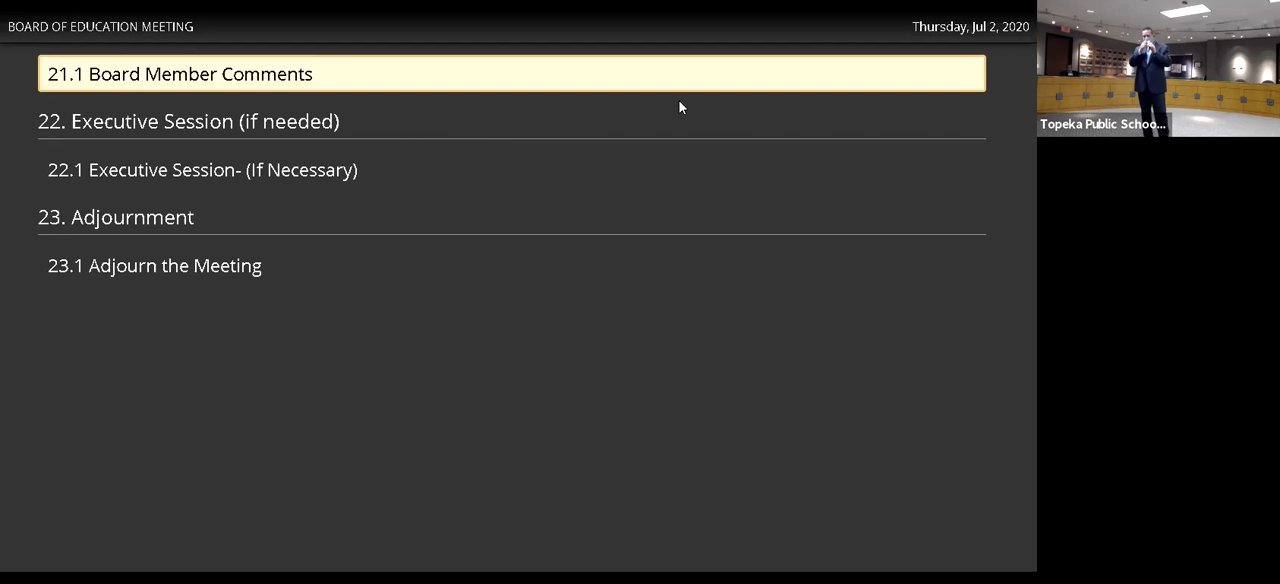 BOARD OF EDUCATION MEETING
Thursday, Jul 2, 2020
21.1 Board Member Comments
22. Executive Session (if needed)
22.1 Executive Session- (If Necessary)
23. Adjournment
23.1 Adjourn the Meeting
Topeka Public Schoo...